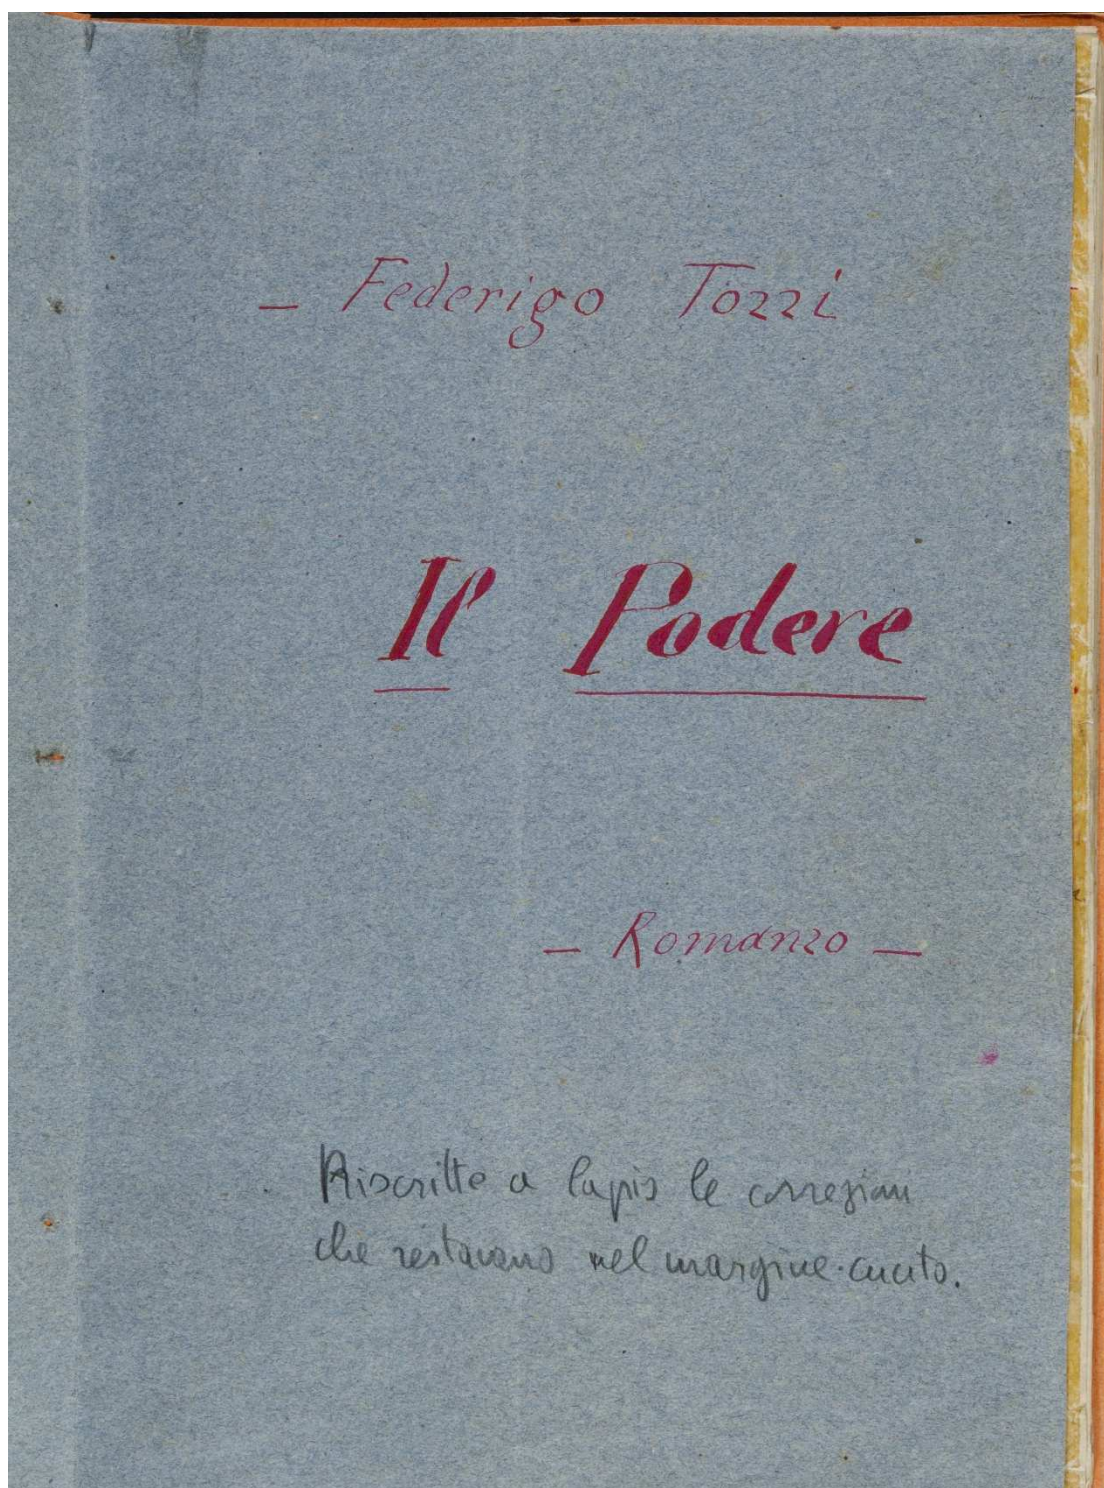 – Federigo Tozzi
Il Podere
– Romanzo –
Riscritte a lapis le correzioni
che restavano nel margine cucito.